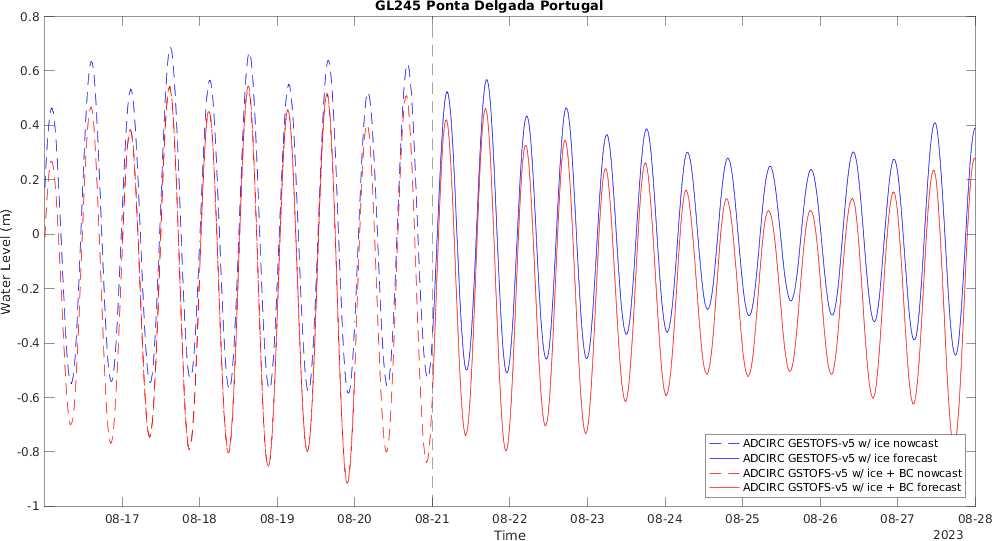 GL245 Ponta Delgada Portugal
0.8
0.6
0.4
0.2
0
-0.2
-0.4
-0.6
-0.8
-1
Water Level (m)
ADCIRC GESTOFS-v5 w/ ice nowcast
ADCIRC GESTOFS-v5 w/ ice forecast
ADCIRC GSTOFS-v5 w/ ice + BC nowcast
ADCIRC GSTOFS-v5 w/ ice + BC forecast
08-17 08-18 08-19 08-20 08-21 08-22 08-23 08-24 08-25 08-26 08-27 08-28
Time
2023